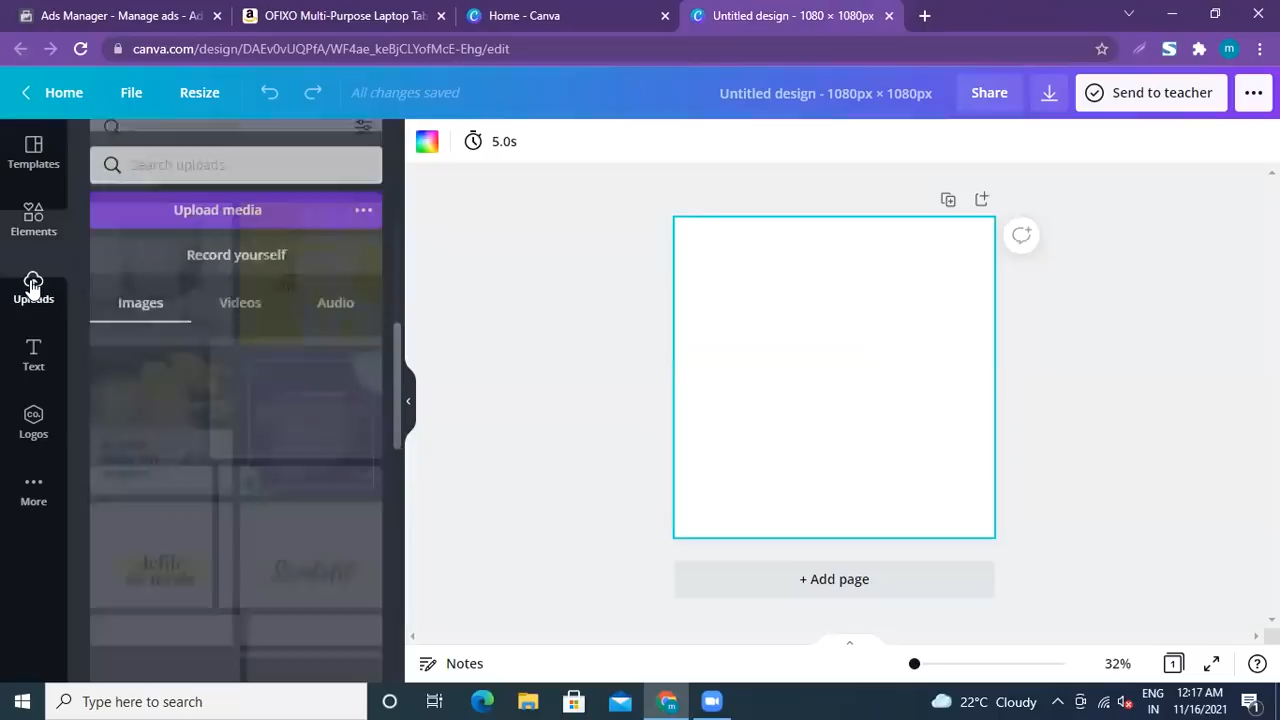 Ads Manager - Manage ads - Ad
OFIXO Multi-Purpose Laptop Tab
Home - Canva
Untitled design - 1080 × 1080px
canva.com/design/DAEv0vUQPfA/WF4ae_keBjCLYofMcE-Ehg/edit
Home
File
Resize
All changes saved
Untitled design - 1080px × 1080px
Share
Send to teacher
Templates
Elements
Uploads
Text
Logos
CO.
More
Search uploads
Upload media
Record yourself
Images
Videos
Audio
5.0s
+ Add page
Notes
32%
1
Type here to search
22°C Cloudy
ENG
IN
12:17 AM
11/16/2021
1